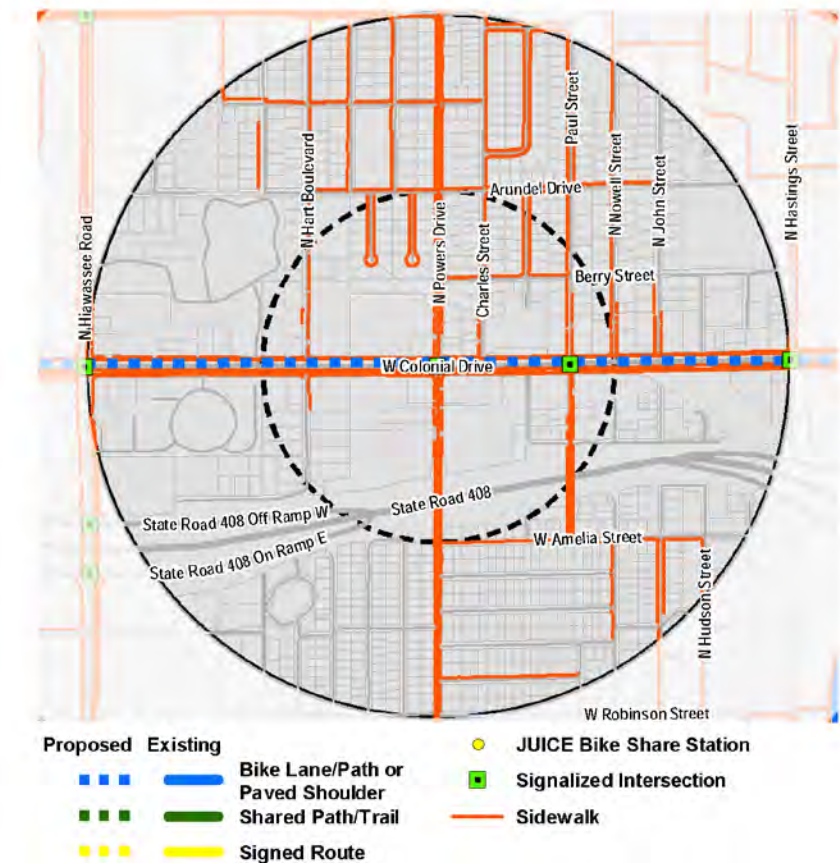 Paul Street
N Hastings Street
N Nowell Street
N John Street
N Hart Boulevard
Arundel Drive
N Hiawassee Road
N Powers Drive
Charles Street
Berry Street
W Colonial Drive
State Road 408
State Road 408 Off Ramp W
State Road 408 On Ramp E
W Amelia Street
N Hudson Street
W Robinson Street
Proposed Existing
Bike Lane/Path or
Paved Shoulder
Shared Path/Trail
Signed Route
JUICE Bike Share Station
Signalized Intersection
Sidewalk